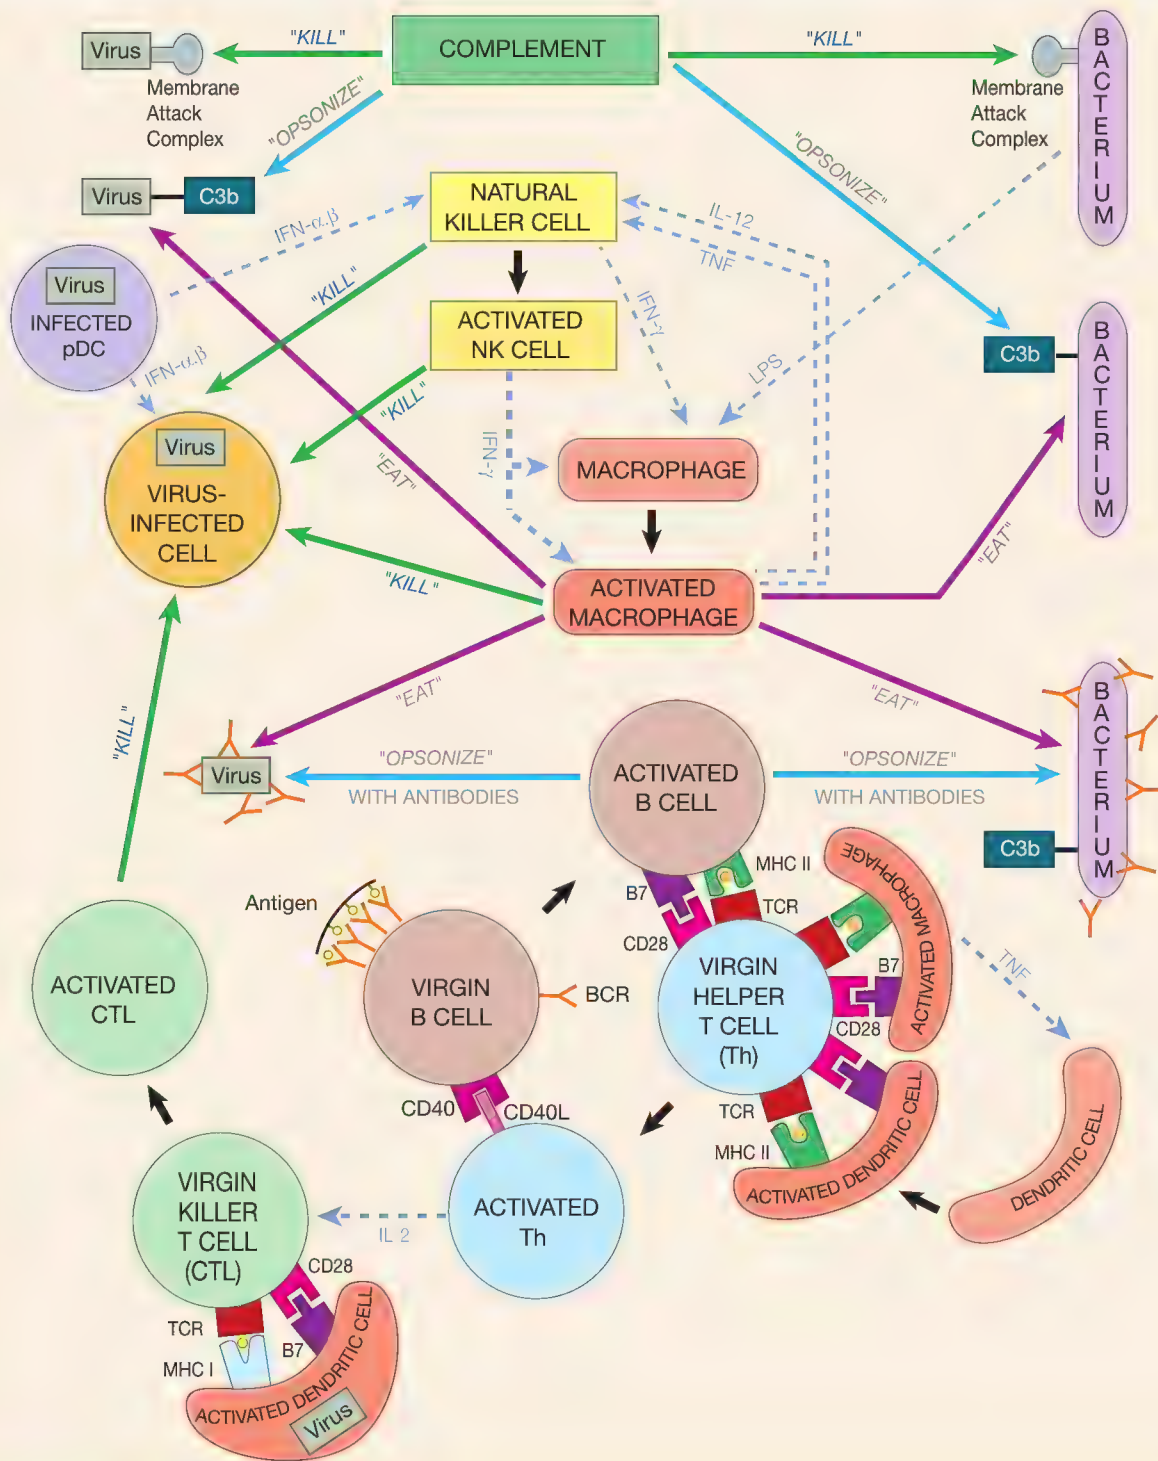 Virus
"KILL"
COMPLEMENT
"KILL"
BACTERIUM
Membrane
Attack
Complex
"OPSONIZE"
Membrane
Attack
Complex
"OPSONIZE"
Virus
C3b
NATURAL
KILLER CELL
IFN-α.β
IL-12
TNF
Virus
INFECTED
pDC
"KILL"
IFN-γ
ACTIVATED
NK CELL
LPS
C3b
BACTERIUM
IFN-α.β
"KILL"
Virus
VIRUS-
INFECTED
CELL
"EAT"
IFN-γ
MACROPHAGE
"EAT"
"KILL"
ACTIVATED
MACROPHAGE
"EAT"
"EAT"
"KILL"
BACTERIUM
Virus
"OPSONIZE"
WITH ANTIBODIES
ACTIVATED
B CELL
"OPSONIZE"
WITH ANTIBODIES
C3b
MHC II
B7
TCR
CD28
ACTIVATED MACROPHAGE
Antigen
VIRGIN
B CELL
BCR
VIRGIN
HELPER
T CELL
(Th)
B7
CD28
TNF
ACTIVATED
CTL
CD40
CD40L
TCR
MHC II
ACTIVATED DENDRITIC CELL
DENDRITIC CELL
VIRGIN
KILLER
T CELL
(CTL)
IL 2
ACTIVATED
Th
CD28
TCR
B7
MHC I
ACTIVATED DENDRITIC CELL
Virus